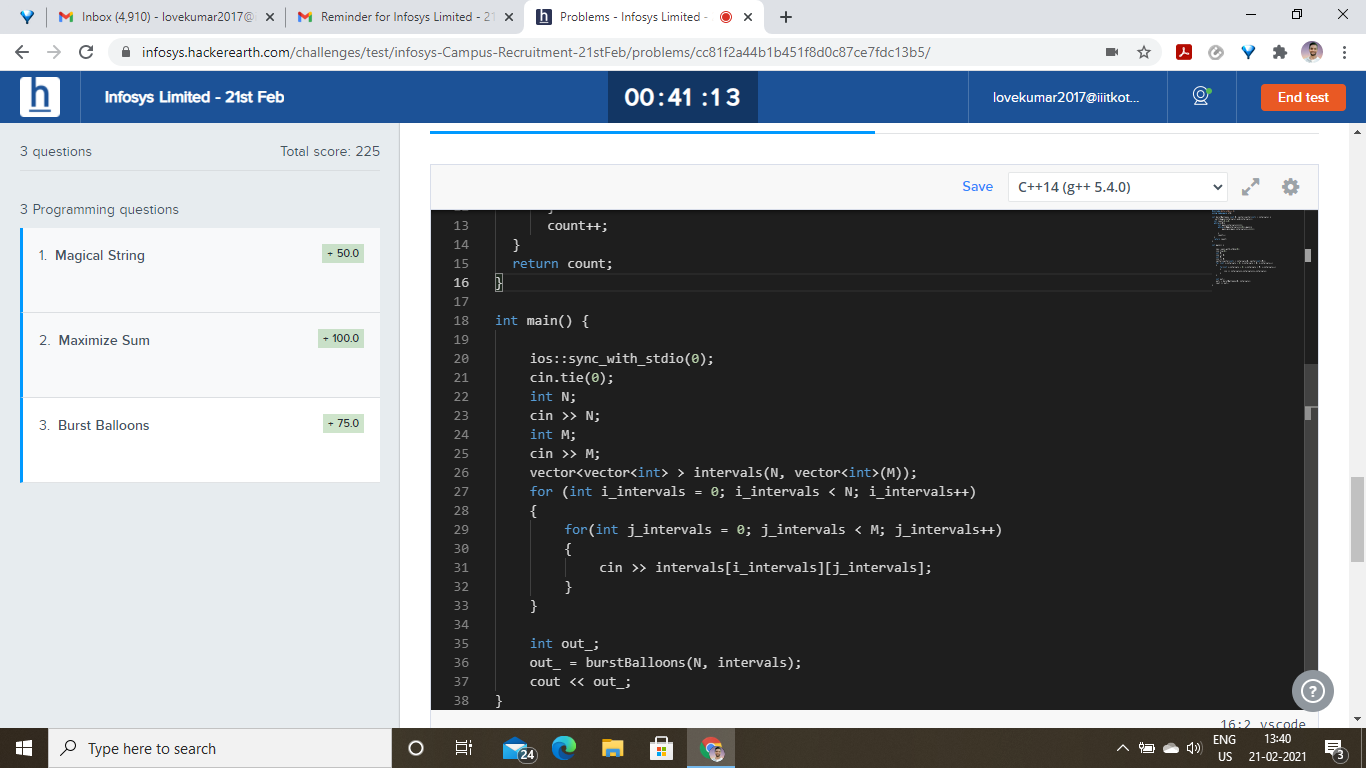 Inbox (4,910) - lovekumar2017@
Reminder for Infosys Limited - 21
Problems - Infosys Limited -
infosys.hackerearth.com/challenges/test/infosys-Campus-Recruitment-21stFeb/problems/cc81f2a44b1b451f8d0c87ce7fdc13b5/
h Infosys Limited - 21st Feb
00:41:13
lovekumar2017@iiitkot...
End test
3 questions
Total score: 225
3 Programming questions
1. Magical String
+ 50.0
2. Maximize Sum
+ 100.0
3. Burst Balloons
+ 75.0
Save
C++14 (g++ 5.4.0)
13 count++;
14 }
15 return count;
16 }
17
18 int main() {
19
20 ios::sync_with_stdio(0);
21 cin.tie(0);
22 int N;
23 cin >> N;
24 int M;
25 cin >> M;
26 vector<vector<int> > intervals(N, vector<int>(M));
27 for (int i_intervals = 0; i_intervals < N; i_intervals++)
28 {
29 for(int j_intervals = 0; j_intervals < M; j_intervals++)
30 {
31 cin >> intervals[i_intervals][j_intervals];
32 }
33 }
34
35 int out_;
36 out_ = burstBalloons(N, intervals);
37 cout << out_;
38 }
?
16:2 vscode
Type here to search
24
ENG
US
13:40
21-02-2021
3